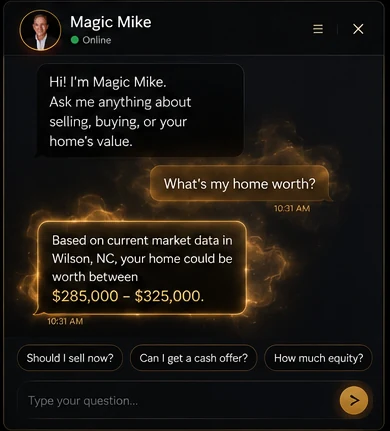 Magic Mike
Online
Hi! I'm Magic Mike.
Ask me anything about
selling, buying, or your
home's value.
What's my home worth?
10:31 AM
Based on current market data in
Wilson, NC, your home could be
worth between
$285,000 – $325,000.
10:31 AM
Should I sell now?
Can I get a cash offer?
How much equity?
Type your question...